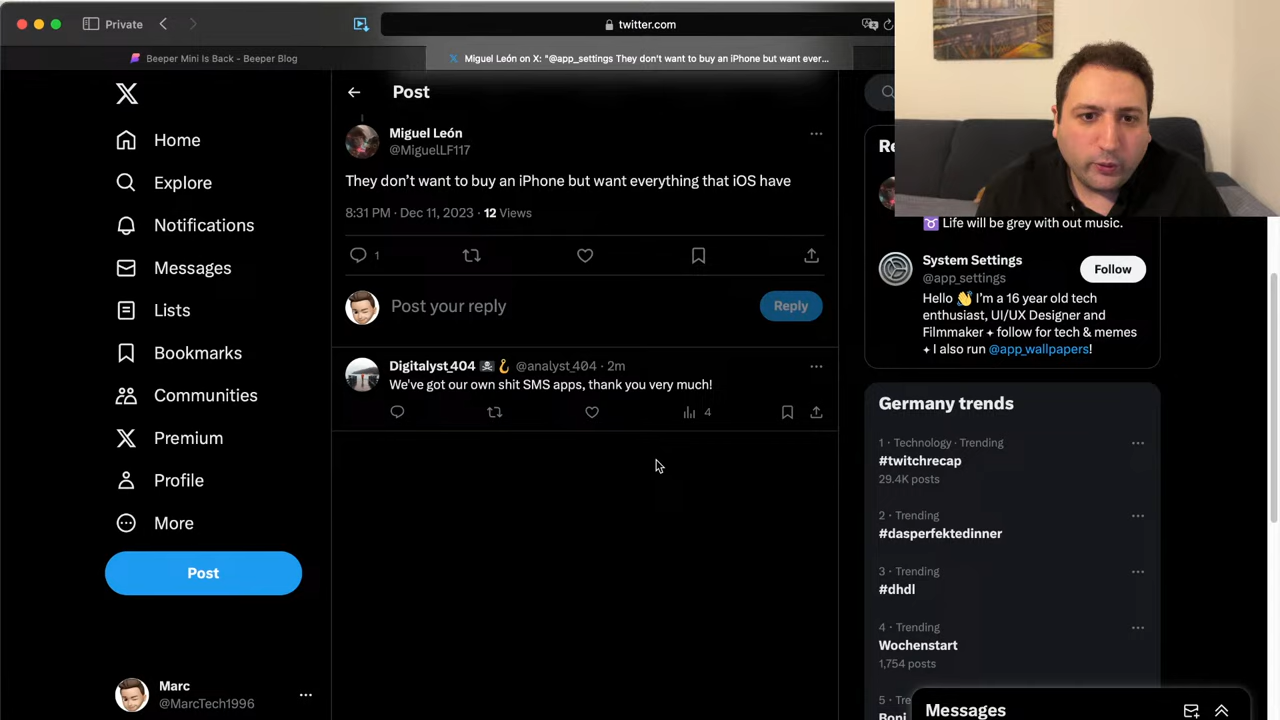 Private
twitter.com
Beeper Mini Is Back - Beeper Blog
Miguel León on X: "@app_settings They don't want to buy an iPhone but want ever...
X
Home
Explore
Notifications
Messages
Lists
Bookmarks
Communities
Premium
Profile
More
Post
Marc
@MarcTech1996
Post
Miguel León
@MiguelLF117
They don't want to buy an iPhone but want everything that iOS have
8:31 PM · Dec 11, 2023 · 12 Views
1
Post your reply
Reply
Digitalyst_404 ☠️🪝 @analyst_404 · 2m
We've got our own shit SMS apps, thank you very much!
4
♉ Life will be grey with out music.
System Settings
@app_settings
Follow
Hello 👋 I'm a 16 year old tech
enthusiast, UI/UX Designer and
Filmmaker ✦ follow for tech & memes
✦ I also run @app_wallpapers!
Germany trends
1 · Technology · Trending
#twitchrecap
29.4K posts
2 · Trending
#dasperfektedinner
3 · Trending
#dhdl
4 · Trending
Wochenstart
1,754 posts
Messages